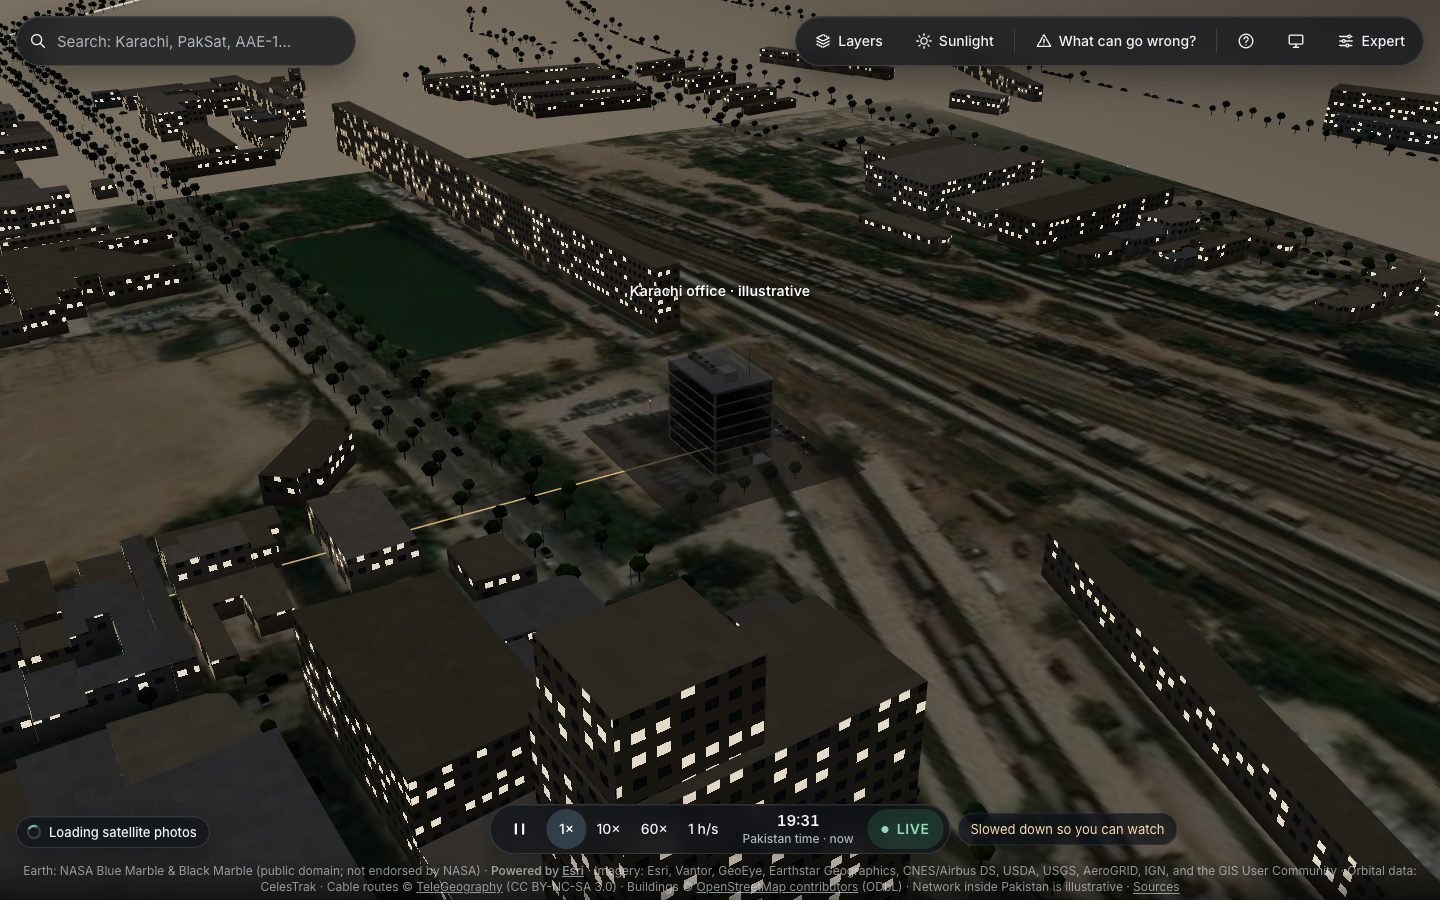 Search: Karachi, PakSat, AAE-1...
Layers
Sunlight
What can go wrong?
Expert
Karachi office · illustrative
Loading satellite photos
1×
10×
60×
1 h/s
19:31
Pakistan time · now
LIVE
Slowed down so you can watch
Earth: NASA Blue Marble & Black Marble (public domain; not endorsed by NASA) · Powered by Esri · Imagery: Esri, Vantor, GeoEye, Earthstar Geographics, CNES/Airbus DS, USDA, USGS, AeroGRID, IGN, and the GIS User Community · Orbital data:
CelesTrak · Cable routes © TeleGeography (CC BY-NC-SA 3.0) · Buildings © OpenStreetMap contributors (ODbL) · Network inside Pakistan is illustrative · Sources